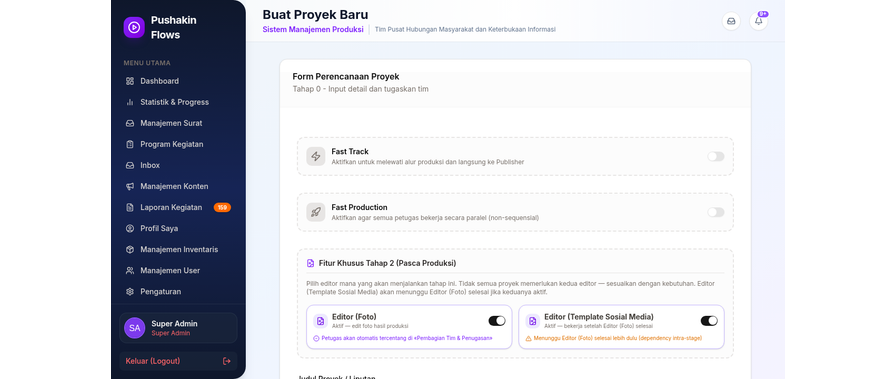 Pushakin
Flows
MENU UTAMA
Dashboard
Statistik & Progress
Manajemen Surat
Program Kegiatan
Inbox
Manajemen Konten
Laporan Kegiatan 150
Profil Saya
Manajemen Inventaris
Manajemen User
Pengaturan
SA
Super Admin
Super Admin
Keluar (Logout)
Buat Proyek Baru
Sistem Manajemen Produksi
Tim Pusat Hubungan Masyarakat dan Keterbukaan Informasi
9+
Form Perencanaan Proyek
Tahap 0 - Input detail dan tugaskan tim
Fast Track
Aktifkan untuk melewati alur produksi dan langsung ke Publisher
Fast Production
Aktifkan agar semua petugas bekerja secara paralel (non-sequensial)
Fitur Khusus Tahap 2 (Pasca Produksi)
Pilih editor mana yang akan menjalankan tahap ini. Tidak semua proyek memerlukan kedua editor — sesuaikan dengan kebutuhan. Editor
(Template Sosial Media) akan menunggu Editor (Foto) selesai jika keduanya aktif.
Editor (Foto)
Aktif — edit foto hasil produksi
Petugas akan otomatis tercentang di «Pembagian Tim & Penugasan»
Editor (Template Sosial Media)
Aktif — bekerja setelah Editor (Foto) selesai
Menunggu Editor (Foto) selesai lebih dulu (dependency intra-stage)
Judul Proyek / Liputan